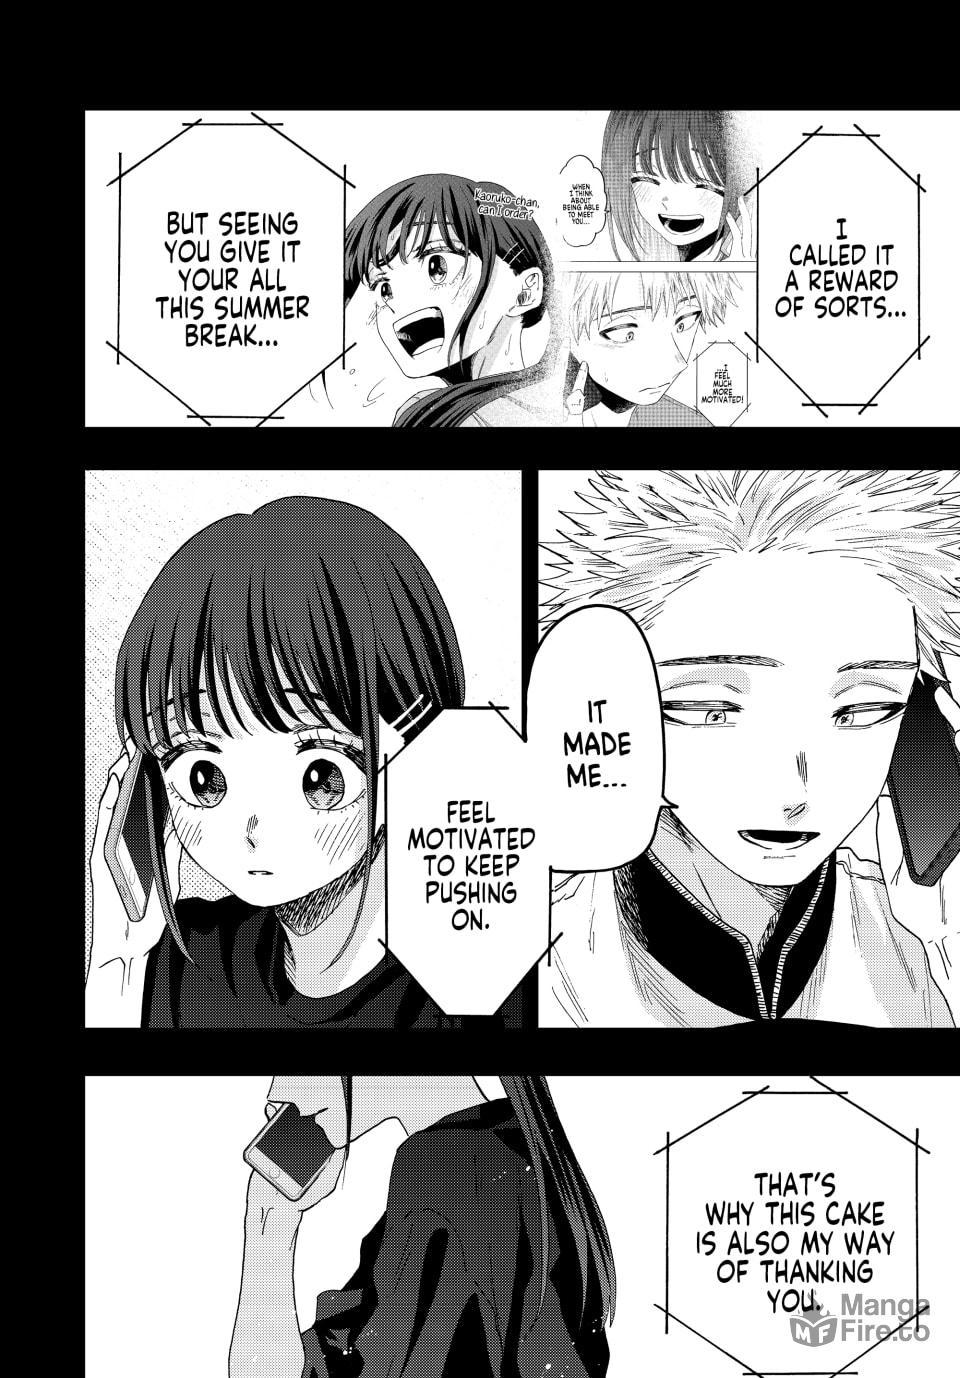 I
CALLED IT
A REWARD
OF SORTS...
WHEN
I THINK
ABOUT
BEING ABLE
TO MEET
YOU...
...I
FEEL
MUCH
MORE
MOTIVATED!
Kaoruko-chan,
can I order?
BUT SEEING
YOU GIVE IT
YOUR ALL
THIS SUMMER
BREAK...
IT
MADE
ME...
FEEL
MOTIVATED
TO KEEP
PUSHING
ON.
THAT'S
WHY THIS CAKE
IS ALSO MY WAY
OF THANKING
YOU.
MF
Manga
Fire.co